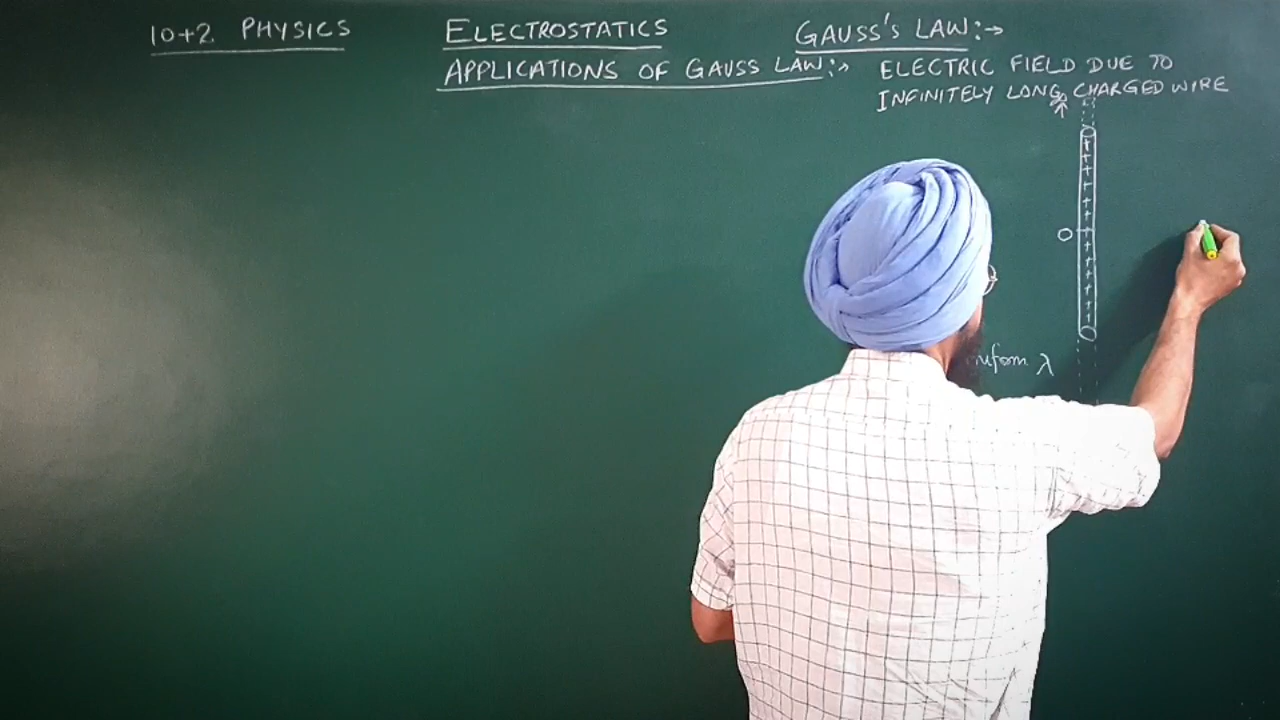 10+2 PHYSICS
ELECTROSTATICS
GAUSS'S LAW:→
APPLICATIONS OF GAUSS LAW:→
ELECTRIC FIELD DUE TO
INFINITELY LONG CHARGED WIRE
∞
O
λ